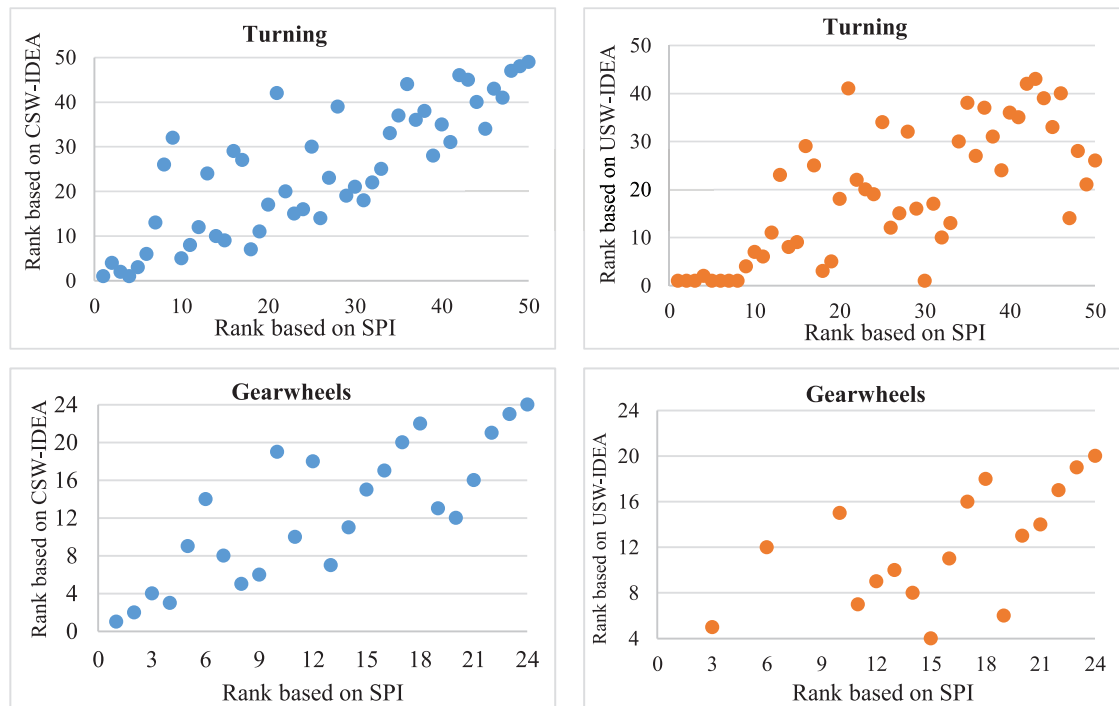 Turning
Rank based on CSW-IDEA
50
40
30
20
10
0
0 10 20 30 40 50
Rank based on SPI
Turning
Rank based on USW-IDEA
50
40
30
20
10
0
0 10 20 30 40 50
Rank based on SPI
Gearwheels
Rank based on CSW-IDEA
24
20
16
12
8
4
0
0 3 6 9 12 15 18 21 24
Rank based on SPI
Gearwheels
Rank based on USW-IDEA
24
20
16
12
8
4
0 3 6 9 12 15 18 21 24
Rank based on SPI